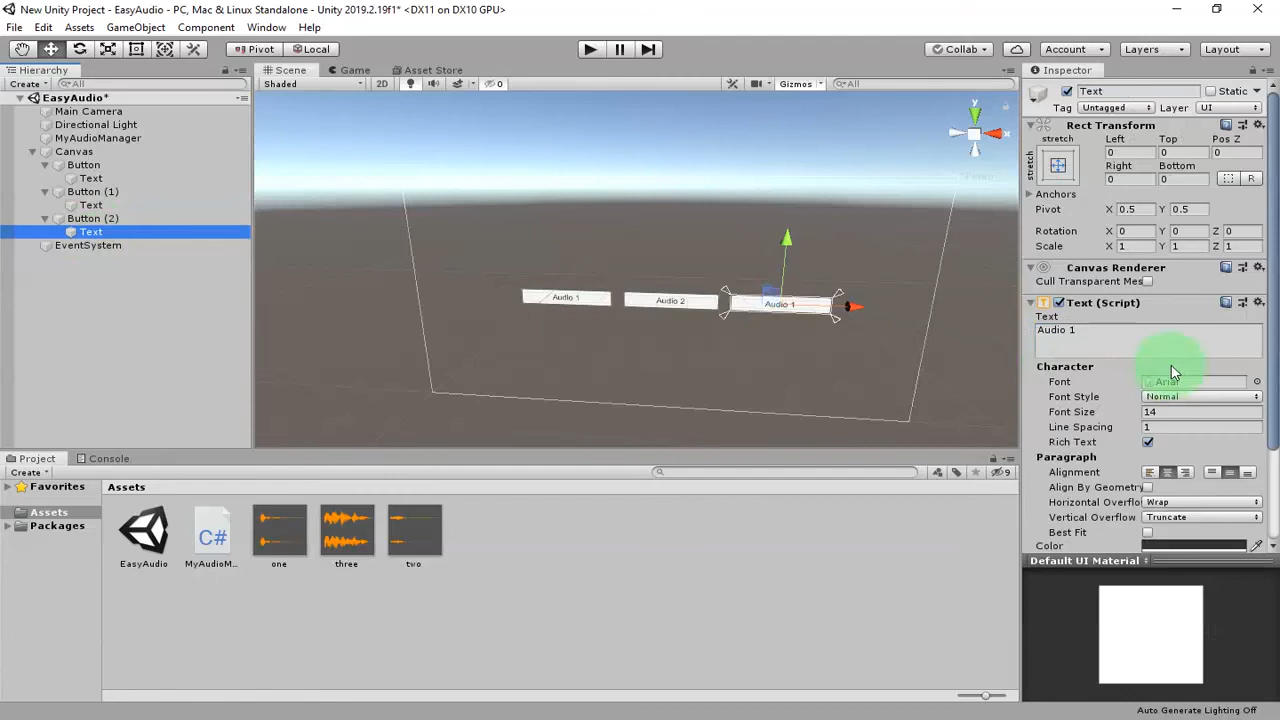 New Unity Project - EasyAudio - PC, Mac & Linux Standalone - Unity 2019.2.19f1* <DX11 on DX10 GPU>
File Edit Assets GameObject Component Window Help
Pivot Local Collab Account Layers Layout
Hierarchy Scene Game Asset Store Inspector
Create All Shaded 2D 0 Gizmos All
Text Static
Tag Untagged Layer UI
EasyAudio*
Main Camera
Directional Light
MyAudioManager
Canvas
Button
Text
Button (1)
Text
Button (2)
Text
EventSystem
y
x
Audio 1 Audio 2 Audio 1
Rect Transform
stretch Left Top Pos Z
stretch 0 0 0
Right Bottom
0 0 R
Anchors
Pivot X 0.5 Y 0.5
Rotation X 0 Y 0 Z 0
Scale X 1 Y 1 Z 1
Canvas Renderer
Cull Transparent Mes
Text (Script)
Text
Audio 1
Character
Font Arial
Font Style Normal
Font Size 14
Line Spacing 1
Rich Text
Paragraph
Alignment
Align By Geometry
Horizontal Overflo Wrap
Vertical Overflow Truncate
Best Fit
Color
Default UI Material
Project Console
Create 9
Favorites
Assets
Packages
Assets
EasyAudio MyAudioM... one three two
Auto Generate Lighting Off